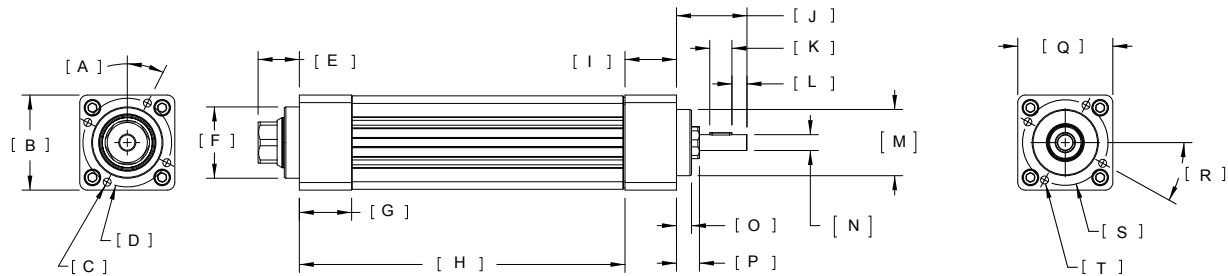 [ A ]
[ B ]
[ C ]
[ D ]
[ E ]
[ F ]
[ G ]
[ H ]
[ I ]
[ J ]
[ K ]
[ L ]
[ M ]
[ N ]
[ O ]
[ P ]
[ Q ]
[ R ]
[ S ]
[ T ]